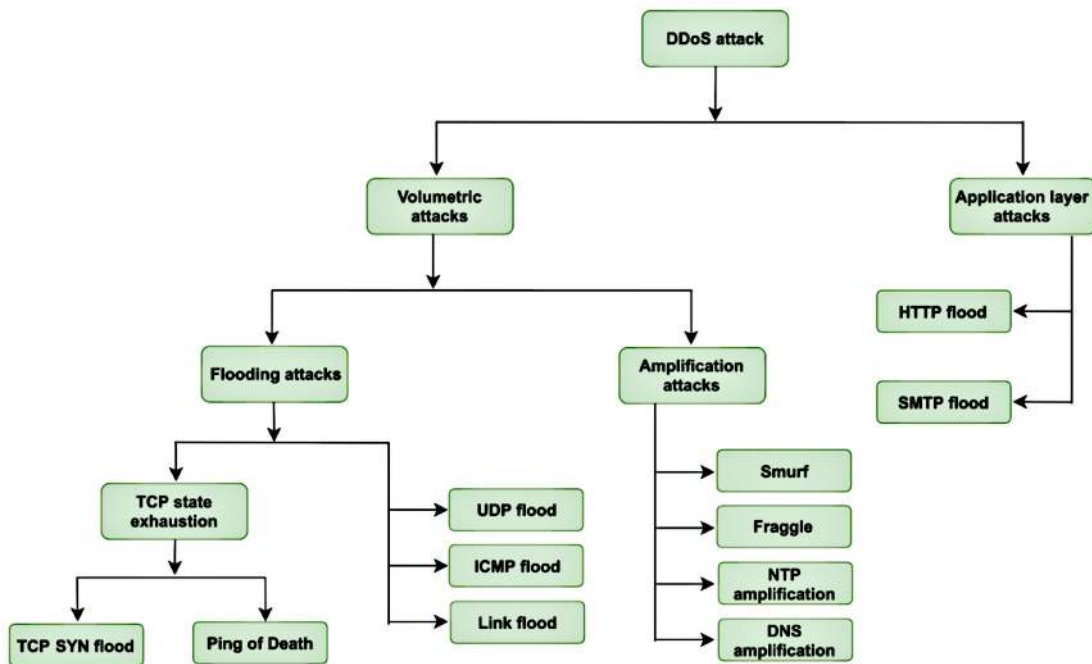 DDoS attack
Volumetric
attacks
Application layer
attacks
HTTP flood
SMTP flood
Flooding attacks
Amplification
attacks
TCP state
exhaustion
UDP flood
ICMP flood
Link flood
TCP SYN flood
Ping of Death
Smurf
Fraggle
NTP
amplification
DNS
amplification